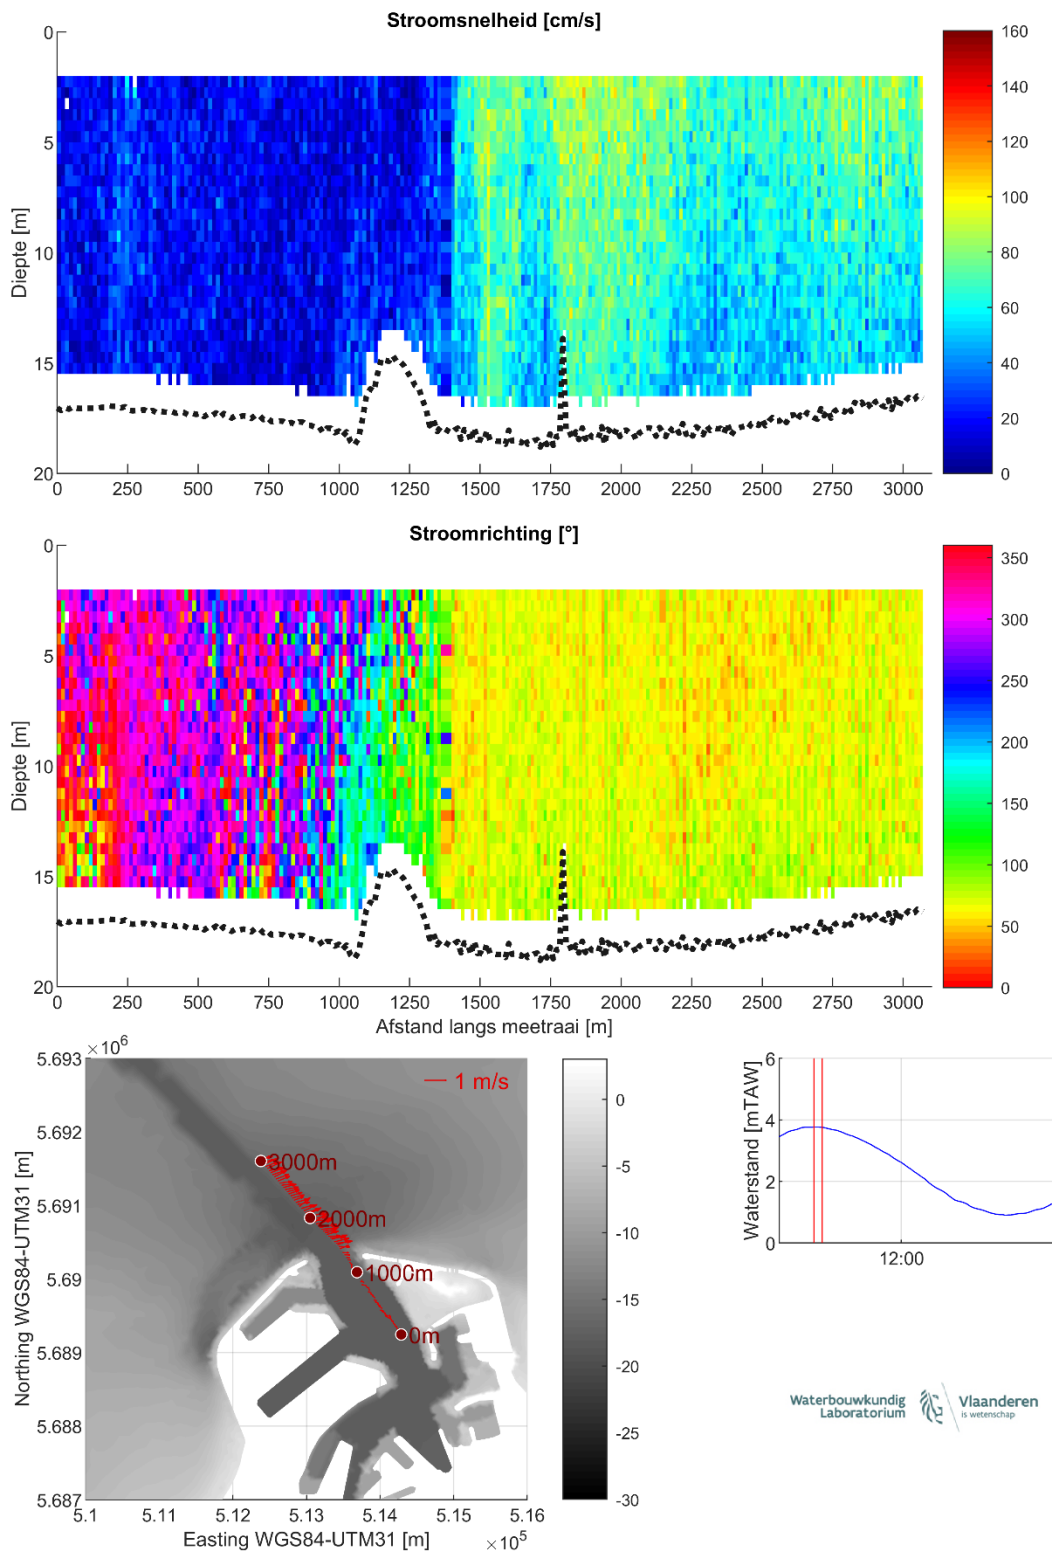 Stroomsnelheid [cm/s]
0
5
10
15
20
Diepte [m]
0 250 500 750 1000 1250 1500 1750 2000 2250 2500 2750 3000
160
140
120
100
80
60
40
20
0
Stroomrichting [°]
0
5
10
15
20
Diepte [m]
0 250 500 750 1000 1250 1500 1750 2000 2250 2500 2750 3000
Afstand langs meetraai [m]
350
300
250
200
150
100
50
0
×10⁶
5.693
5.692
5.691
5.69
5.689
5.688
5.687
Northing WGS84-UTM31 [m]
1 m/s
3000m
2000m
1000m
0m
5.1 5.11 5.12 5.13 5.14 5.15 5.16
Easting WGS84-UTM31 [m]
×10⁵
0
-5
-10
-15
-20
-25
-30
Waterstand [mTAW]
6
4
2
0
12:00
Waterbouwkundig
Laboratorium
Vlaanderen
is wetenschap